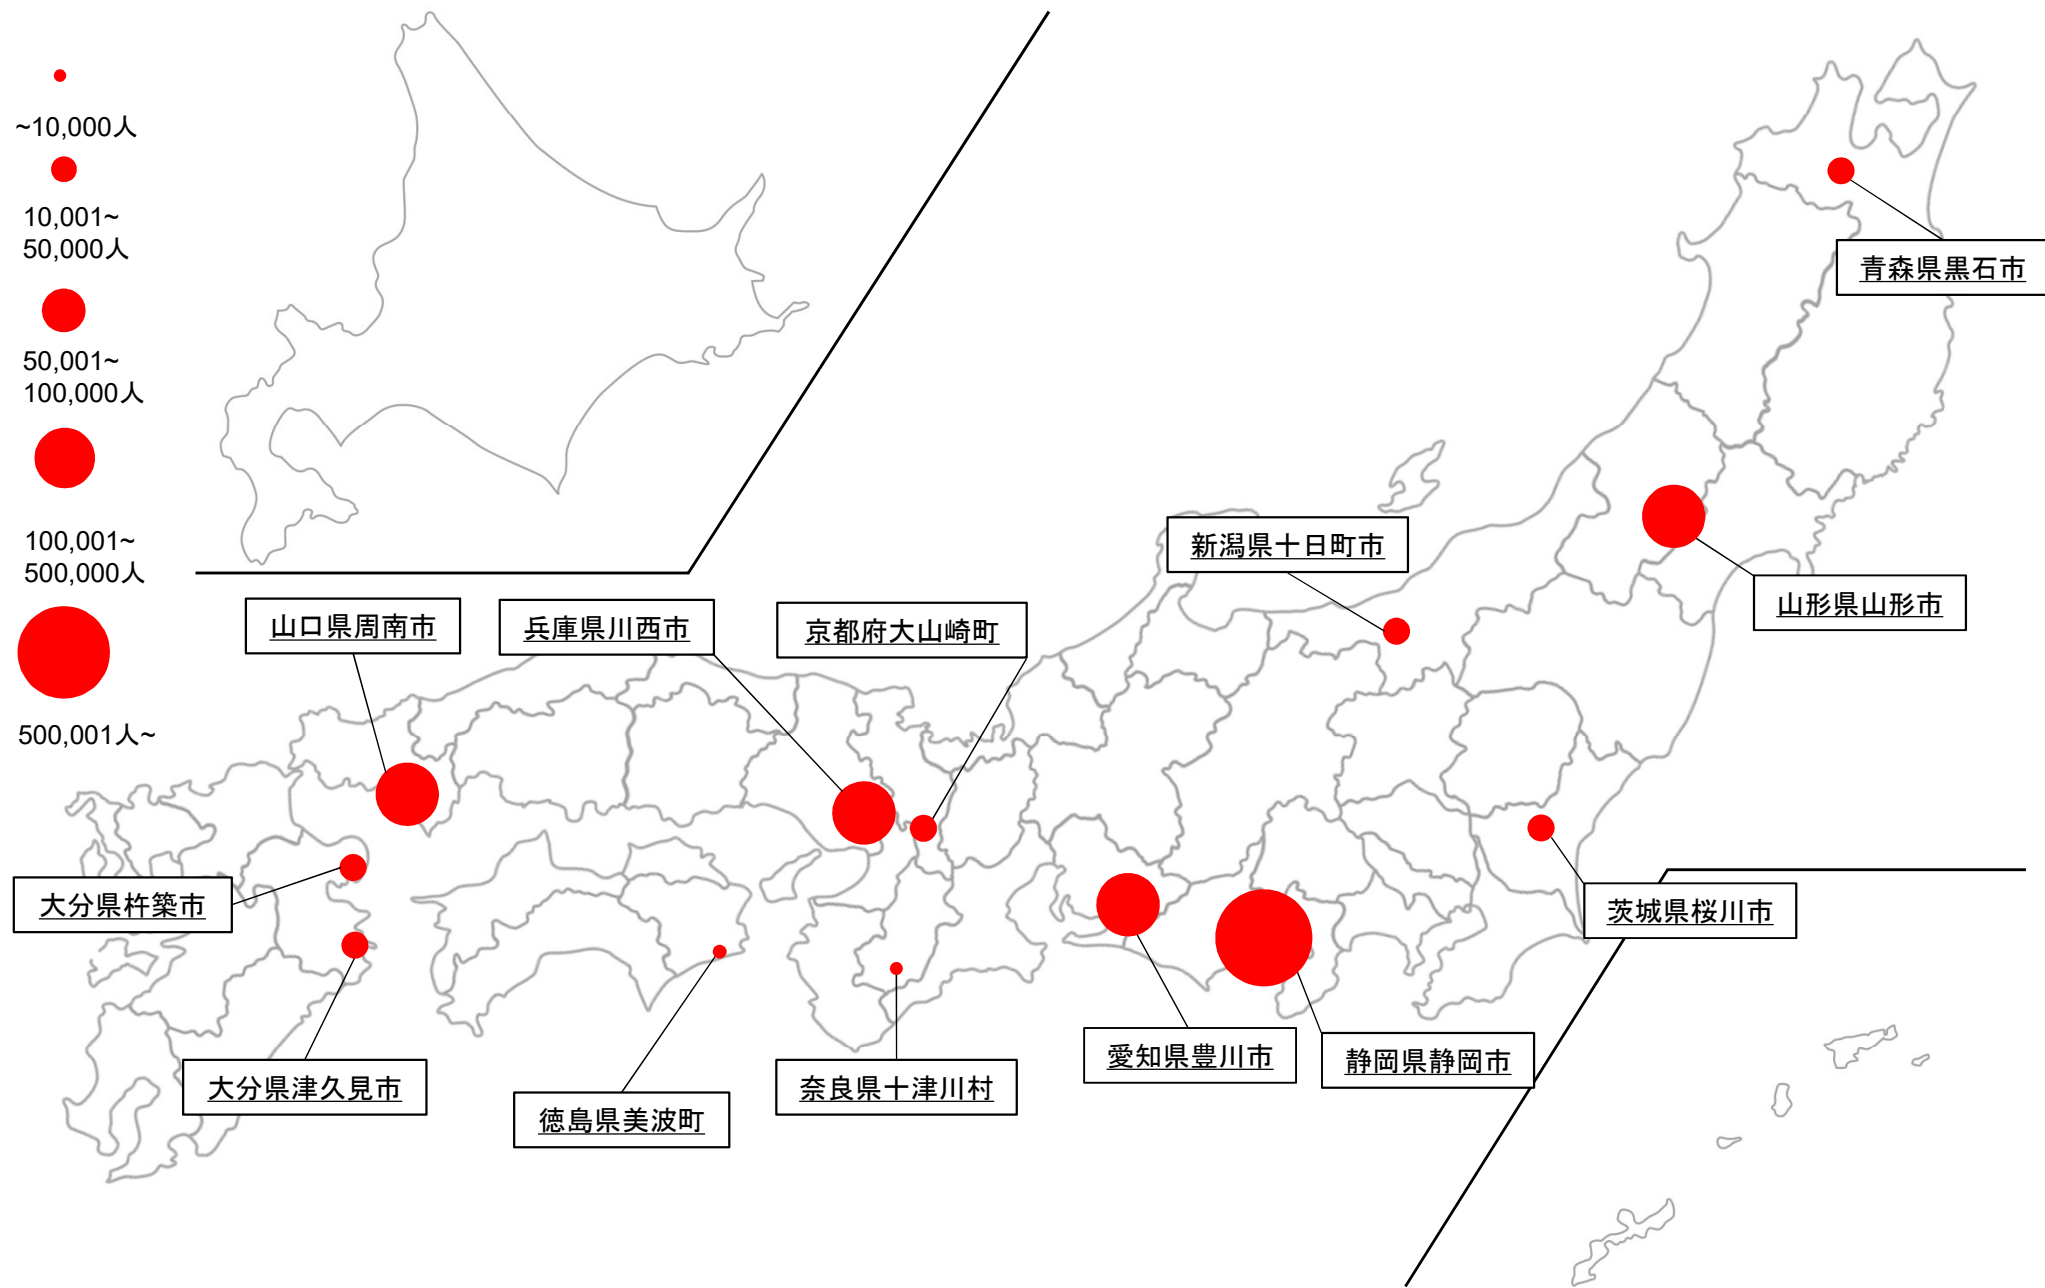 ~10,000人
10,001~
50,000人
50,001~
100,000人
100,001~
500,000人
500,001人~
青森県黒石市
新潟県十日町市
山形県山形市
山口県周南市
兵庫県川西市
京都府大山崎町
大分県杵築市
茨城県桜川市
愛知県豊川市
静岡県静岡市
大分県津久見市
徳島県美波町
奈良県十津川村